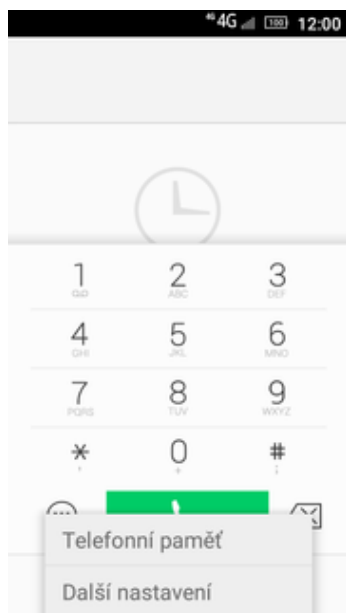 4G 4G 100 12:00
1 2 3
ABC DEF
4 5 6
GHI JKL MNO
7 8 9
PQRS TUV WXYZ
* 0 #
, + ;
Telefonní paměť
Další nastavení